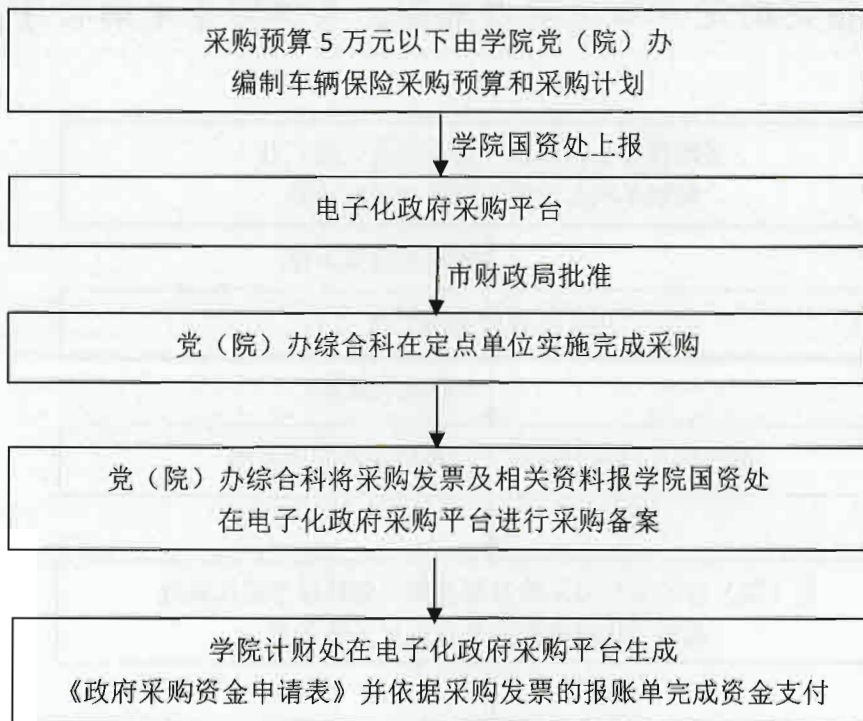 采购预算 5 万元以下由学院党（院）办
编制车辆保险采购预算和采购计划
学院国资处上报
电子化政府采购平台
市财政局批准
党（院）办综合科在定点单位实施完成采购
党（院）办综合科将采购发票及相关资料报学院国资处
在电子化政府采购平台进行采购备案
学院计财处在电子化政府采购平台生成
《政府采购资金申请表》并依据采购发票的报账单完成资金支付